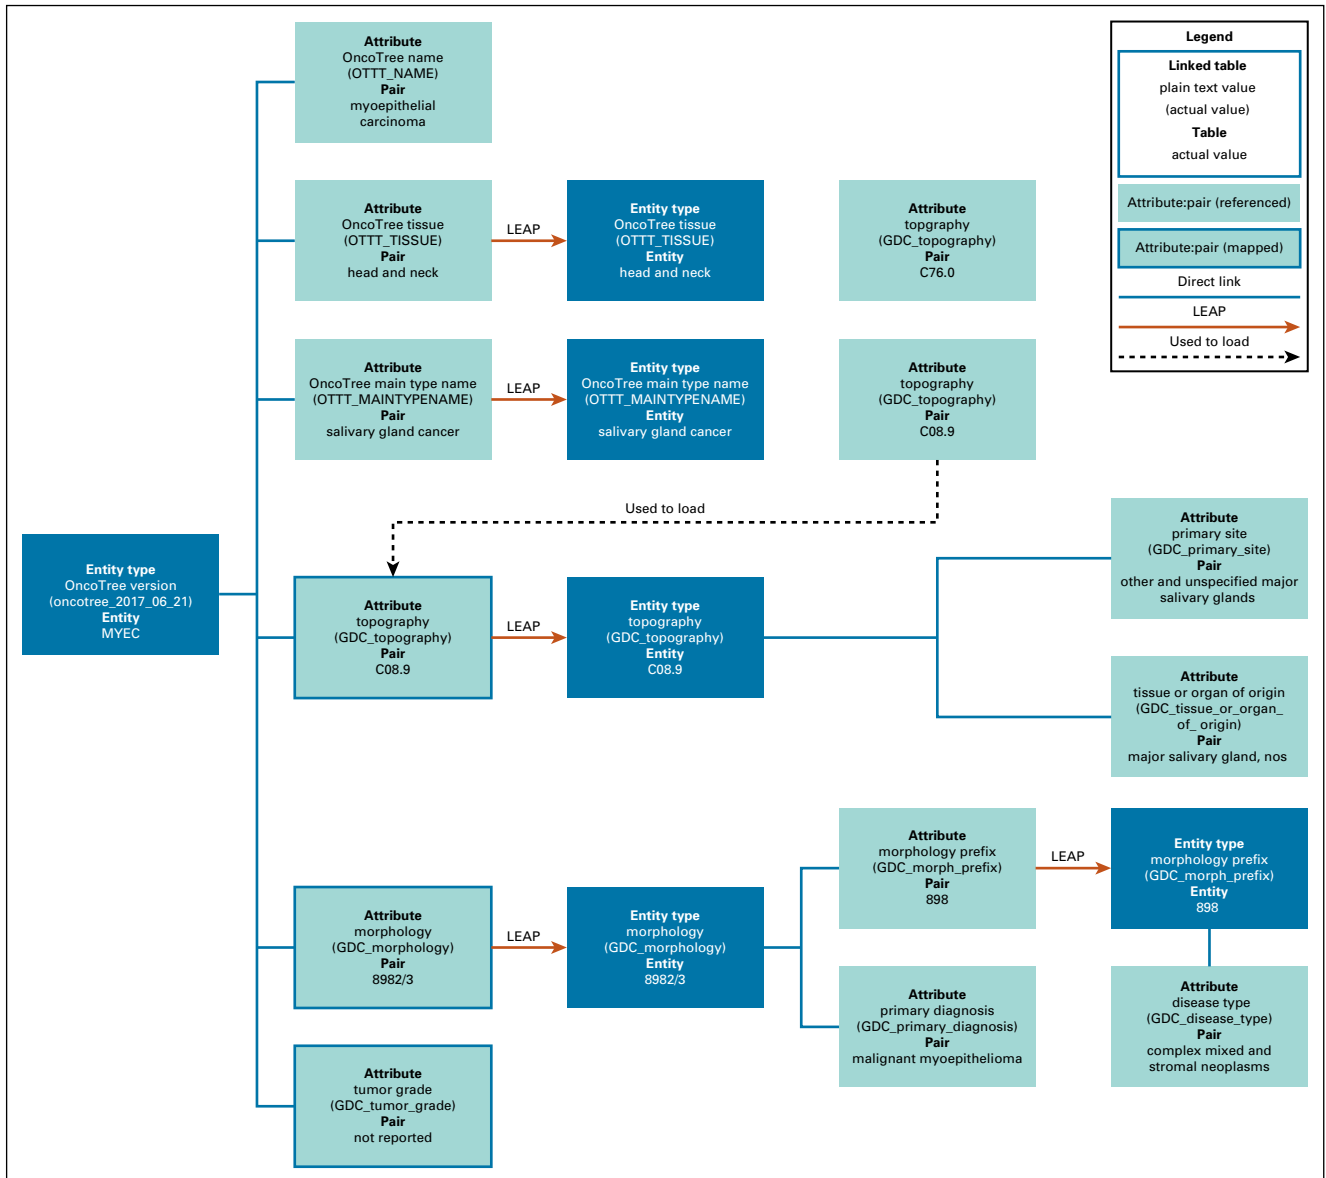 Attribute
OncoTree name
(OTTT_NAME)
Pair
myoepithelial
carcinoma
Legend
Linked table
plain text value
(actual value)
Table
actual value
Attribute:pair (referenced)
Attribute:pair (mapped)
Direct link
LEAP
Used to load
Attribute
OncoTree tissue
(OTTT_TISSUE)
Pair
head and neck
LEAP
Entity type
OncoTree tissue
(OTTT_TISSUE)
Entity
head and neck
Attribute
topgraphy
(GDC_topography)
Pair
C76.0
Attribute
OncoTree main type name
(OTTT_MAINTYPENAME)
Pair
salivary gland cancer
LEAP
Entity type
OncoTree main type name
(OTTT_MAINTYPENAME)
Entity
salivary gland cancer
Attribute
topography
(GDC_topography)
Pair
C08.9
Used to load
Entity type
OncoTree version
(oncotree_2017_06_21)
Entity
MYEC
Attribute
topography
(GDC_topography)
Pair
C08.9
LEAP
Entity type
topography
(GDC_topography)
Entity
C08.9
Attribute
primary site
(GDC_primary_site)
Pair
other and unspecified major
salivary glands
Attribute
tissue or organ of origin
(GDC_tissue_or_organ_
of_ origin)
Pair
major salivary gland, nos
Attribute
morphology
(GDC_morphology)
Pair
8982/3
LEAP
Entity type
morphology
(GDC_morphology)
Entity
8982/3
Attribute
morphology prefix
(GDC_morph_prefix)
Pair
898
LEAP
Entity type
morphology prefix
(GDC_morph_prefix)
Entity
898
Attribute
primary diagnosis
(GDC_primary_diagnosis)
Pair
malignant myoepithelioma
Attribute
disease type
(GDC_disease_type)
Pair
complex mixed and
stromal neoplasms
Attribute
tumor grade
(GDC_tumor_grade)
Pair
not reported